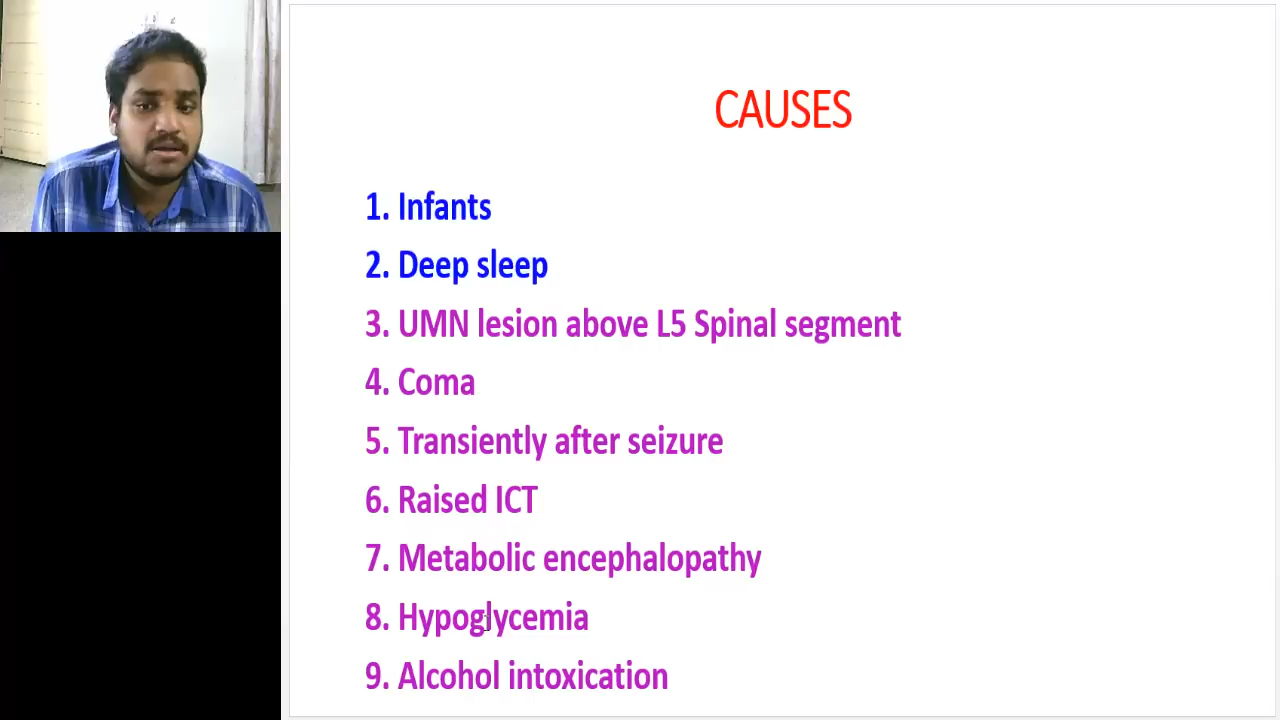 CAUSES
1. Infants
2. Deep sleep
3. UMN lesion above L5 Spinal segment
4. Coma
5. Transiently after seizure
6. Raised ICT
7. Metabolic encephalopathy
8. Hypoglycemia
9. Alcohol intoxication